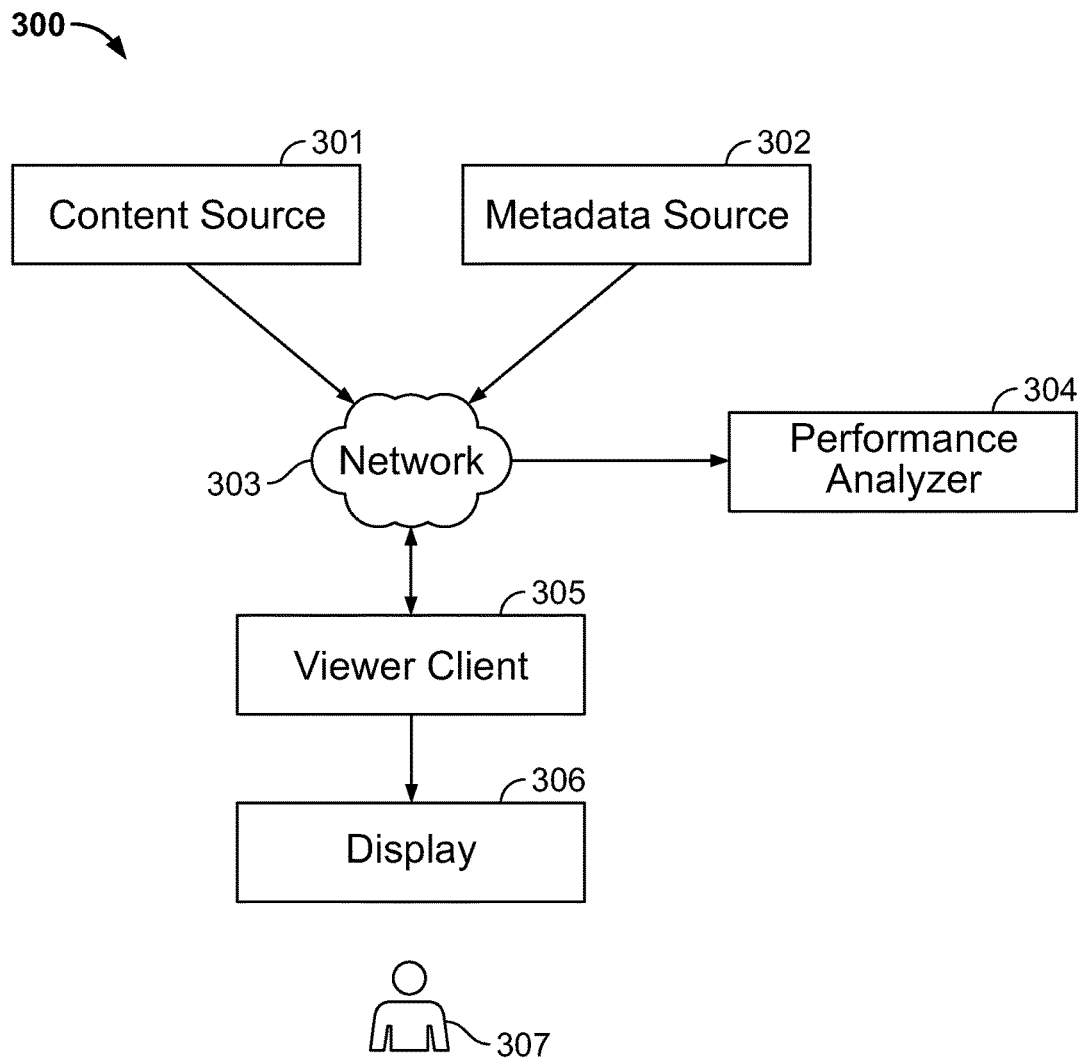 300
301
302
Content Source
Metadata Source
304
Performance
Analyzer
Network
303
305
Viewer Client
306
Display
307